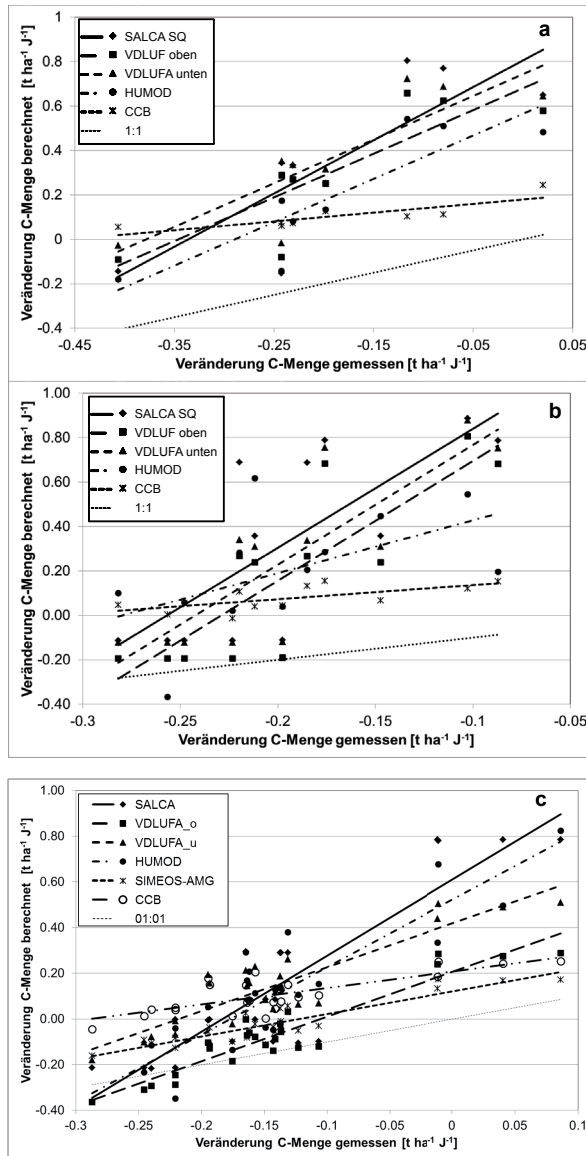 a
SALCA SQ
VDLUF oben
VDLUFA unten
HUMOD
CCB
1:1
Veränderung C-Menge berechnet [t ha⁻¹ J⁻¹]
1
0.8
0.6
0.4
0.2
0
-0.2
-0.4
-0.45 -0.35 -0.25 -0.15 -0.05 0.05
Veränderung C-Menge gemessen [t ha⁻¹ J⁻¹]
b
SALCA SQ
VDLUF oben
VDLUFA unten
HUMOD
CCB
1:1
Veränderung C-Menge berechnet [t ha⁻¹ J⁻¹]
1.00
0.80
0.60
0.40
0.20
0.00
-0.20
-0.40
-0.3 -0.25 -0.2 -0.15 -0.1 -0.05
Veränderung C-Menge gemessen [t ha⁻¹ J⁻¹]
c
SALCA
VDLUFA_o
VDLUFA_u
HUMOD
SIMEOS-AMG
CCB
01:01
Veränderung C-Menge berechnet [t ha⁻¹ J⁻¹]
1.00
0.80
0.60
0.40
0.20
0.00
-0.20
-0.40
-0.3 -0.25 -0.2 -0.15 -0.1 -0.05 0 0.05 0.1
Veränderung C-Menge gemessen [t ha⁻¹ J⁻¹]